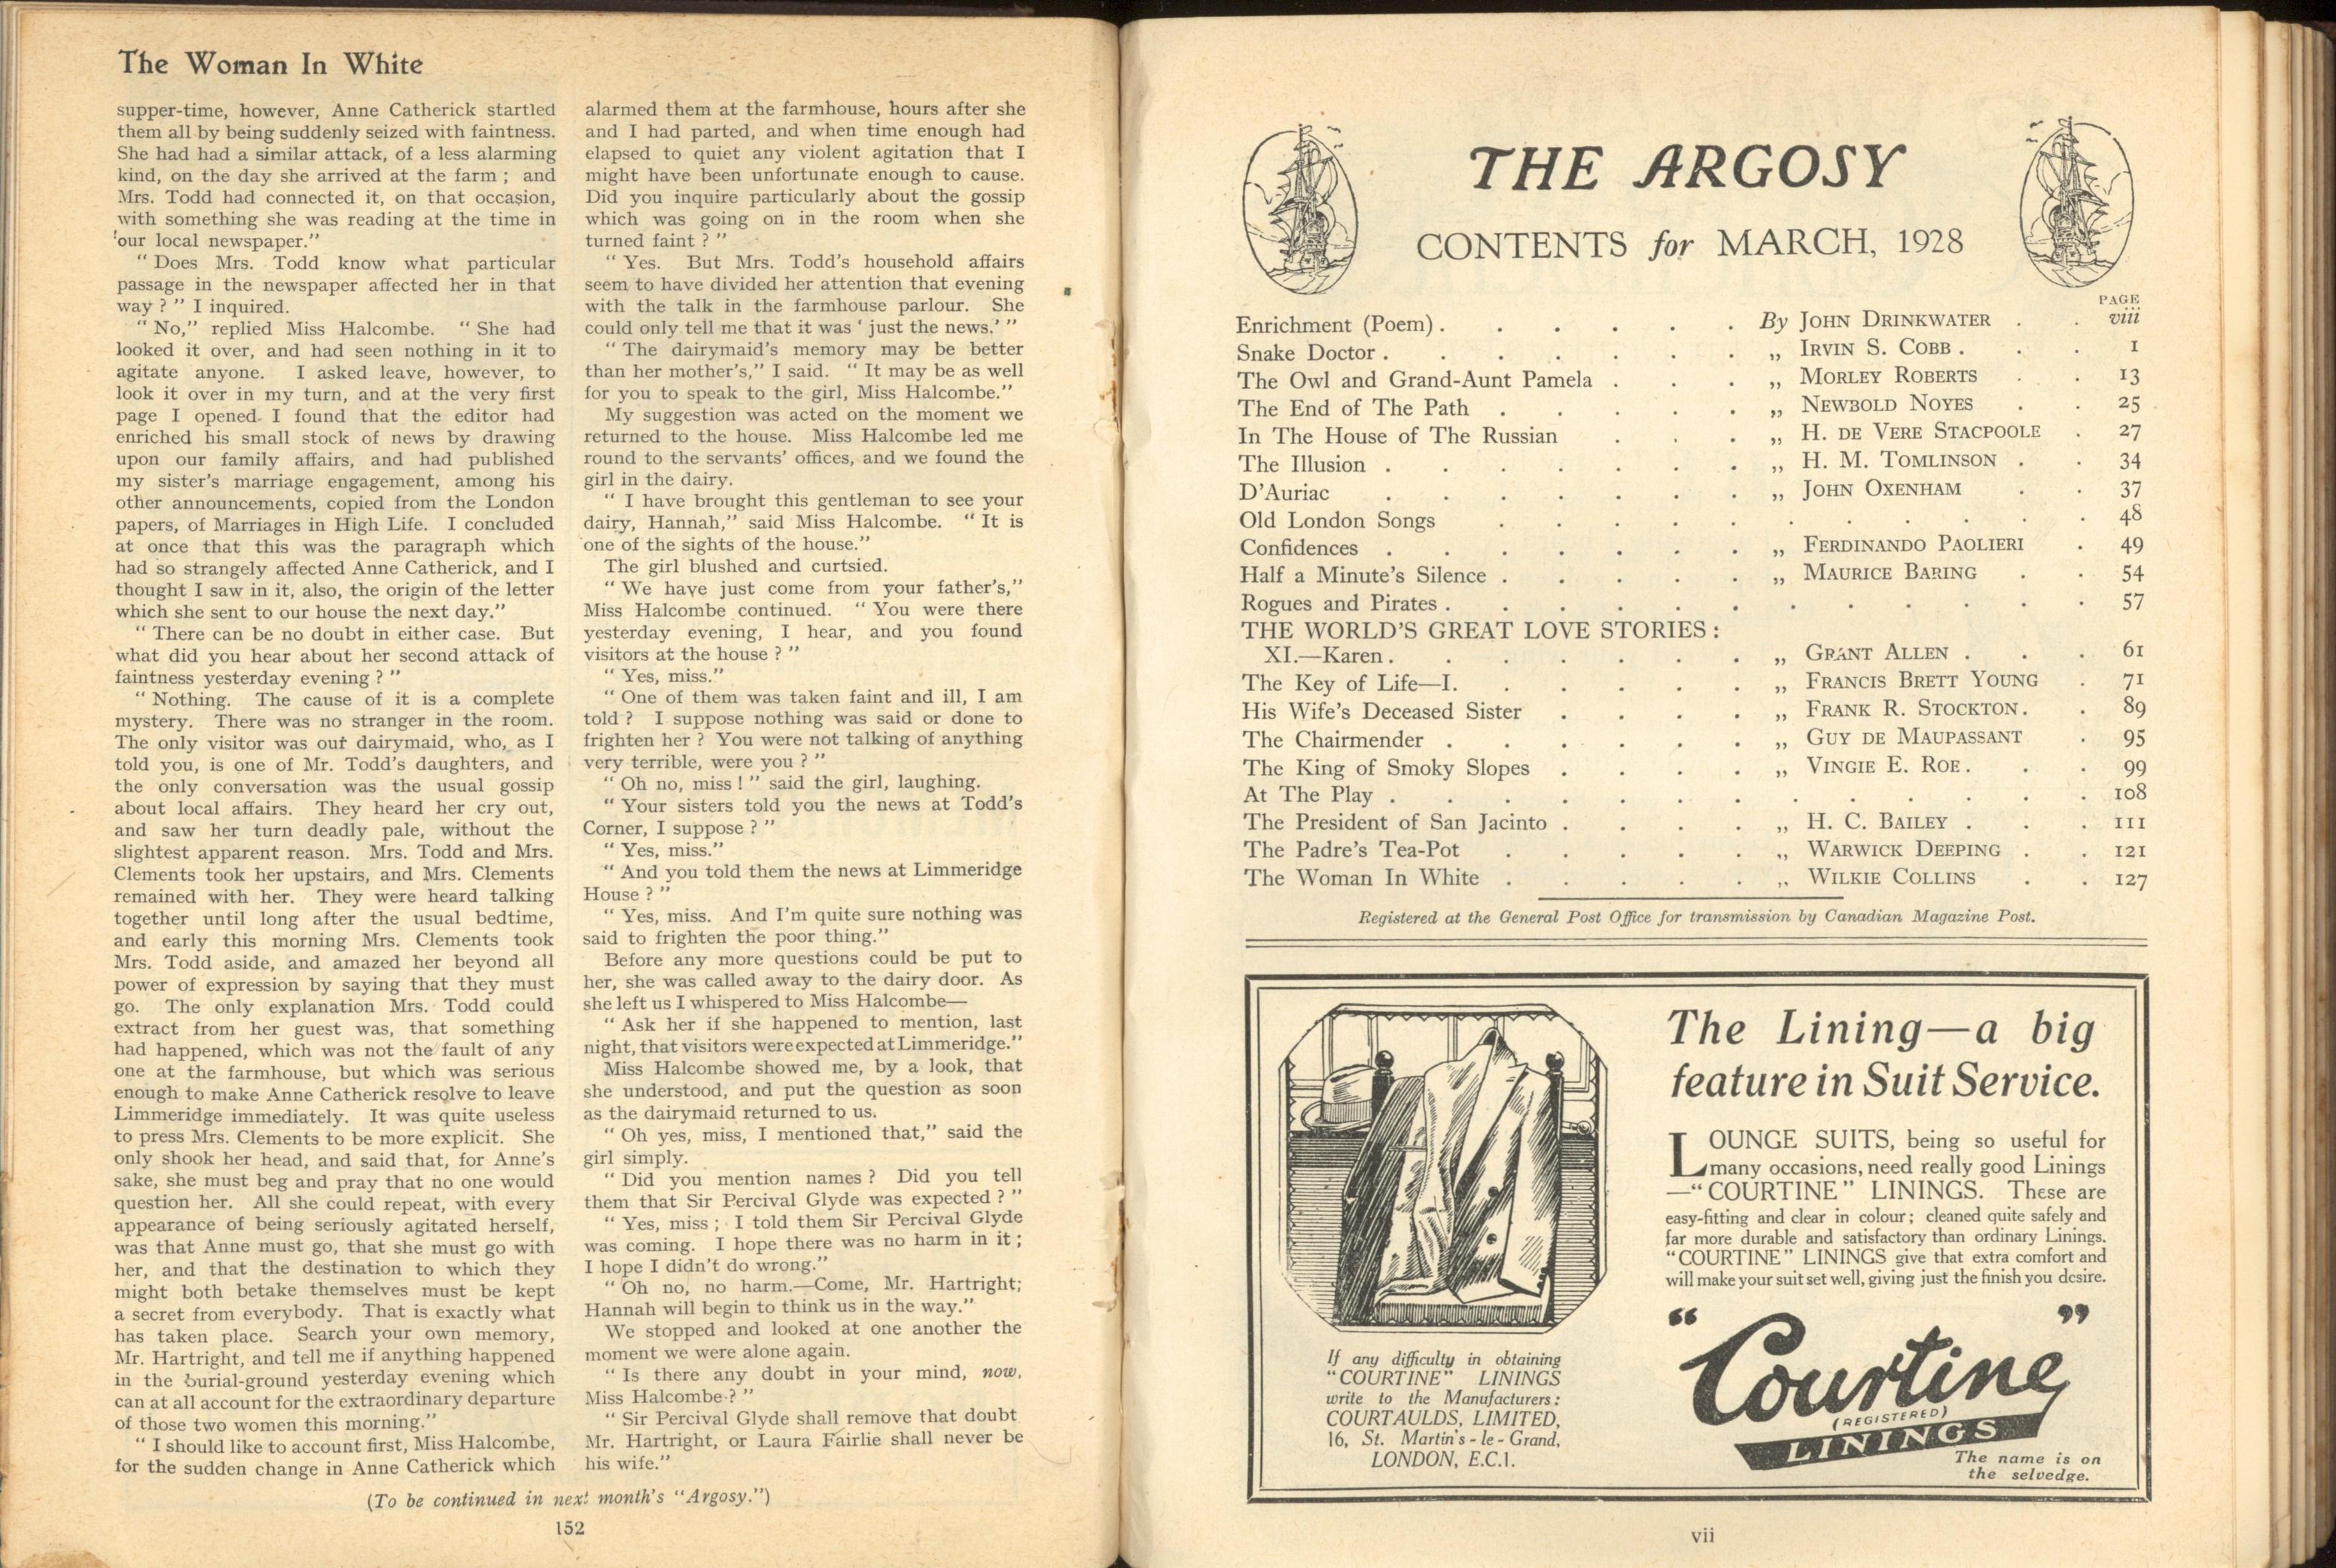 The Woman In White
supper-time, however, Anne Catherick startled
them all by being suddenly seized with faintness.
She had had a similar attack, of a less alarming
kind, on the day she arrived at the farm ; and
Mrs. Todd had connected it, on that occasion,
with something she was reading at the time in
our local newspaper.”
“ Does Mrs. Todd know what particular
passage in the newspaper affected her in that
way ? ” I inquired.
“ No,” replied Miss Halcombe. “ She had
looked it over, and had seen nothing in it to
agitate anyone. I asked leave, however, to
look it over in my turn, and at the very first
page I opened I found that the editor had
enriched his small stock of news by drawing
upon our family affairs, and had published
my sister’s marriage engagement, among his
other announcements, copied from the London
papers, of Marriages in High Life. I concluded
at once that this was the paragraph which
had so strangely affected Anne Catherick, and I
thought I saw in it, also, the origin of the letter
which she sent to our house the next day.”
“ There can be no doubt in either case. But
what did you hear about her second attack of
faintness yesterday evening ? ”
“ Nothing. The cause of it is a complete
mystery. There was no stranger in the room.
The only visitor was our dairymaid, who, as I
told you, is one of Mr. Todd’s daughters, and
the only conversation was the usual gossip
about local affairs. They heard her cry out,
and saw her turn deadly pale, without the
slightest apparent reason. Mrs. Todd and Mrs.
Clements took her upstairs, and Mrs. Clements
remained with her. They were heard talking
together until long after the usual bedtime,
and early this morning Mrs. Clements took
Mrs. Todd aside, and amazed her beyond all
power of expression by saying that they must
go. The only explanation Mrs. Todd could
extract from her guest was, that something
had happened, which was not the fault of any
one at the farmhouse, but which was serious
enough to make Anne Catherick resolve to leave
Limmeridge immediately. It was quite useless
to press Mrs. Clements to be more explicit. She
only shook her head, and said that, for Anne’s
sake, she must beg and pray that no one would
question her. All she could repeat, with every
appearance of being seriously agitated herself,
was that Anne must go, that she must go with
her, and that the destination to which they
might both betake themselves must be kept
a secret from everybody. That is exactly what
has taken place. Search your own memory,
Mr. Hartright, and tell me if anything happened
in the burial-ground yesterday evening which
can at all account for the extraordinary departure
of those two women this morning.”
“ I should like to account first, Miss Halcombe,
for the sudden change in Anne Catherick which
alarmed them at the farmhouse, hours after she
and I had parted, and when time enough had
elapsed to quiet any violent agitation that I
might have been unfortunate enough to cause.
Did you inquire particularly about the gossip
which was going on in the room when she
turned faint ? ”
“ Yes. But Mrs. Todd’s household affairs
seem to have divided her attention that evening
with the talk in the farmhouse parlour. She
could only tell me that it was ‘ just the news.’ ”
“ The dairymaid’s memory may be better
than her mother’s,” I said. “ It may be as well
for you to speak to the girl, Miss Halcombe.”
My suggestion was acted on the moment we
returned to the house. Miss Halcombe led me
round to the servants’ offices, and we found the
girl in the dairy.
“ I have brought this gentleman to see your
dairy, Hannah,” said Miss Halcombe. “ It is
one of the sights of the house.”
The girl blushed and curtsied.
“ We have just come from your father’s,”
Miss Halcombe continued. “ You were there
yesterday evening, I hear, and you found
visitors at the house ? ”
“ Yes, miss.”
“ One of them was taken faint and ill, I am
told ? I suppose nothing was said or done to
frighten her ? You were not talking of anything
very terrible, were you ? ”
“ Oh no, miss ! ” said the girl, laughing.
“ Your sisters told you the news at Todd’s
Corner, I suppose ? ”
“ Yes, miss.”
“ And you told them the news at Limmeridge
House ? ”
“ Yes, miss. And I’m quite sure nothing was
said to frighten the poor thing.”
Before any more questions could be put to
her, she was called away to the dairy door. As
she left us I whispered to Miss Halcombe—
“ Ask her if she happened to mention, last
night, that visitors were expected at Limmeridge.”
Miss Halcombe showed me, by a look, that
she understood, and put the question as soon
as the dairymaid returned to us.
“ Oh yes, miss, I mentioned that,” said the
girl simply.
“ Did you mention names ? Did you tell
them that Sir Percival Glyde was expected ? ”
“ Yes, miss ; I told them Sir Percival Glyde
was coming. I hope there was no harm in it ;
I hope I didn’t do wrong.”
“ Oh no, no harm.—Come, Mr. Hartright;
Hannah will begin to think us in the way.”
We stopped and looked at one another the
moment we were alone again.
“ Is there any doubt in your mind, now,
Miss Halcombe ? ”
“ Sir Percival Glyde shall remove that doubt
Mr. Hartright, or Laura Fairlie shall never be
his wife.”
(To be continued in next month’s “Argosy.”)
152
THE ARGOSY
CONTENTS for MARCH, 1928
PAGE
Enrichment (Poem) . . . . . . By JOHN DRINKWATER . . viii
Snake Doctor . . . . . . . „ IRVIN S. COBB . . . 1
The Owl and Grand-Aunt Pamela . . . „ MORLEY ROBERTS . . 13
The End of The Path . . . . . „ NEWBOLD NOYES . . 25
In The House of The Russian . . . „ H. DE VERE STACPOOLE . 27
The Illusion . . . . . . . „ H. M. TOMLINSON . . 34
D’Auriac . . . . . . . „ JOHN OXENHAM . . 37
Old London Songs . . . . . . . . . . . 48
Confidences . . . . . . . „ FERDINANDO PAOLIERI . 49
Half a Minute’s Silence . . . . . „ MAURICE BARING . . 54
Rogues and Pirates . . . . . . . . . . . . 57
THE WORLD’S GREAT LOVE STORIES :
XI.—Karen . . . . . . . „ GRANT ALLEN . . . 61
The Key of Life—I. . . . . . „ FRANCIS BRETT YOUNG . 71
His Wife’s Deceased Sister . . . . „ FRANK R. STOCKTON . . 89
The Chairmender . . . . . . „ GUY DE MAUPASSANT . 95
The King of Smoky Slopes . . . . „ VINGIE E. ROE . . . 99
At The Play . . . . . . . . . . . . . 108
The President of San Jacinto . . . . „ H. C. BAILEY . . . 111
The Padre’s Tea-Pot . . . . . „ WARWICK DEEPING . . 121
The Woman In White . . . . . „ WILKIE COLLINS . . 127
Registered at the General Post Office for transmission by Canadian Magazine Post.
The Lining—a big
feature in Suit Service.
LOUNGE SUITS, being so useful for
many occasions, need really good Linings
—“COURTINE” LININGS. These are
easy-fitting and clear in colour; cleaned quite safely and
far more durable and satisfactory than ordinary Linings.
“COURTINE” LININGS give that extra comfort and
will make your suit set well, giving just the finish you desire.
If any difficulty in obtaining
“COURTINE” LININGS
write to the Manufacturers :
COURTAULDS, LIMITED,
16, St. Martin’s - le - Grand,
LONDON, E.C.1.
“Courtine”
(REGISTERED)
LININGS
The name is on
the selvedge.
vii